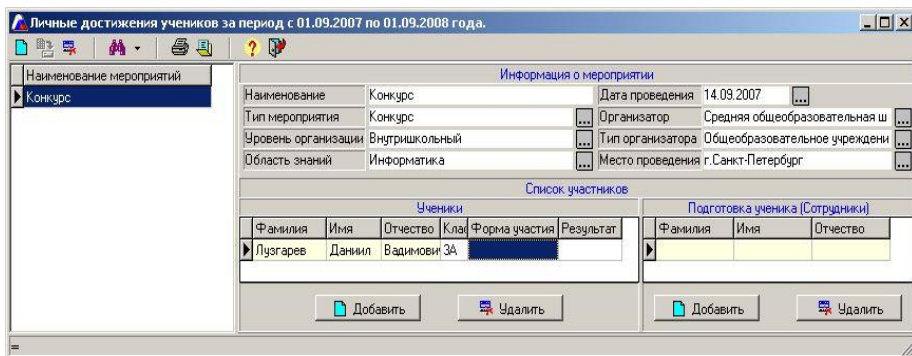 Личные достижения учеников за период с 01.09.2007 по 01.09.2008 года.
Наименование мероприятий
Конкурс
Информация о мероприятии
Наименование Конкурс Дата проведения 14.09.2007 ...
Тип мероприятия Конкурс ... Организатор Средняя общеобразовательная ш ...
Уровень организации Внутришкольный ... Тип организатора Общеобразовательное учреждени ...
Область знаний Информатика ... Место проведения г.Санкт-Петербург ...
Список участников
Ученики
Фамилия Имя Отчество Клас Форма участия Результат
Лузгарев Даниил Вадимови 3А
Добавить Удалить
Подготовка ученика (Сотрудники)
Фамилия Имя Отчество
Добавить Удалить
=